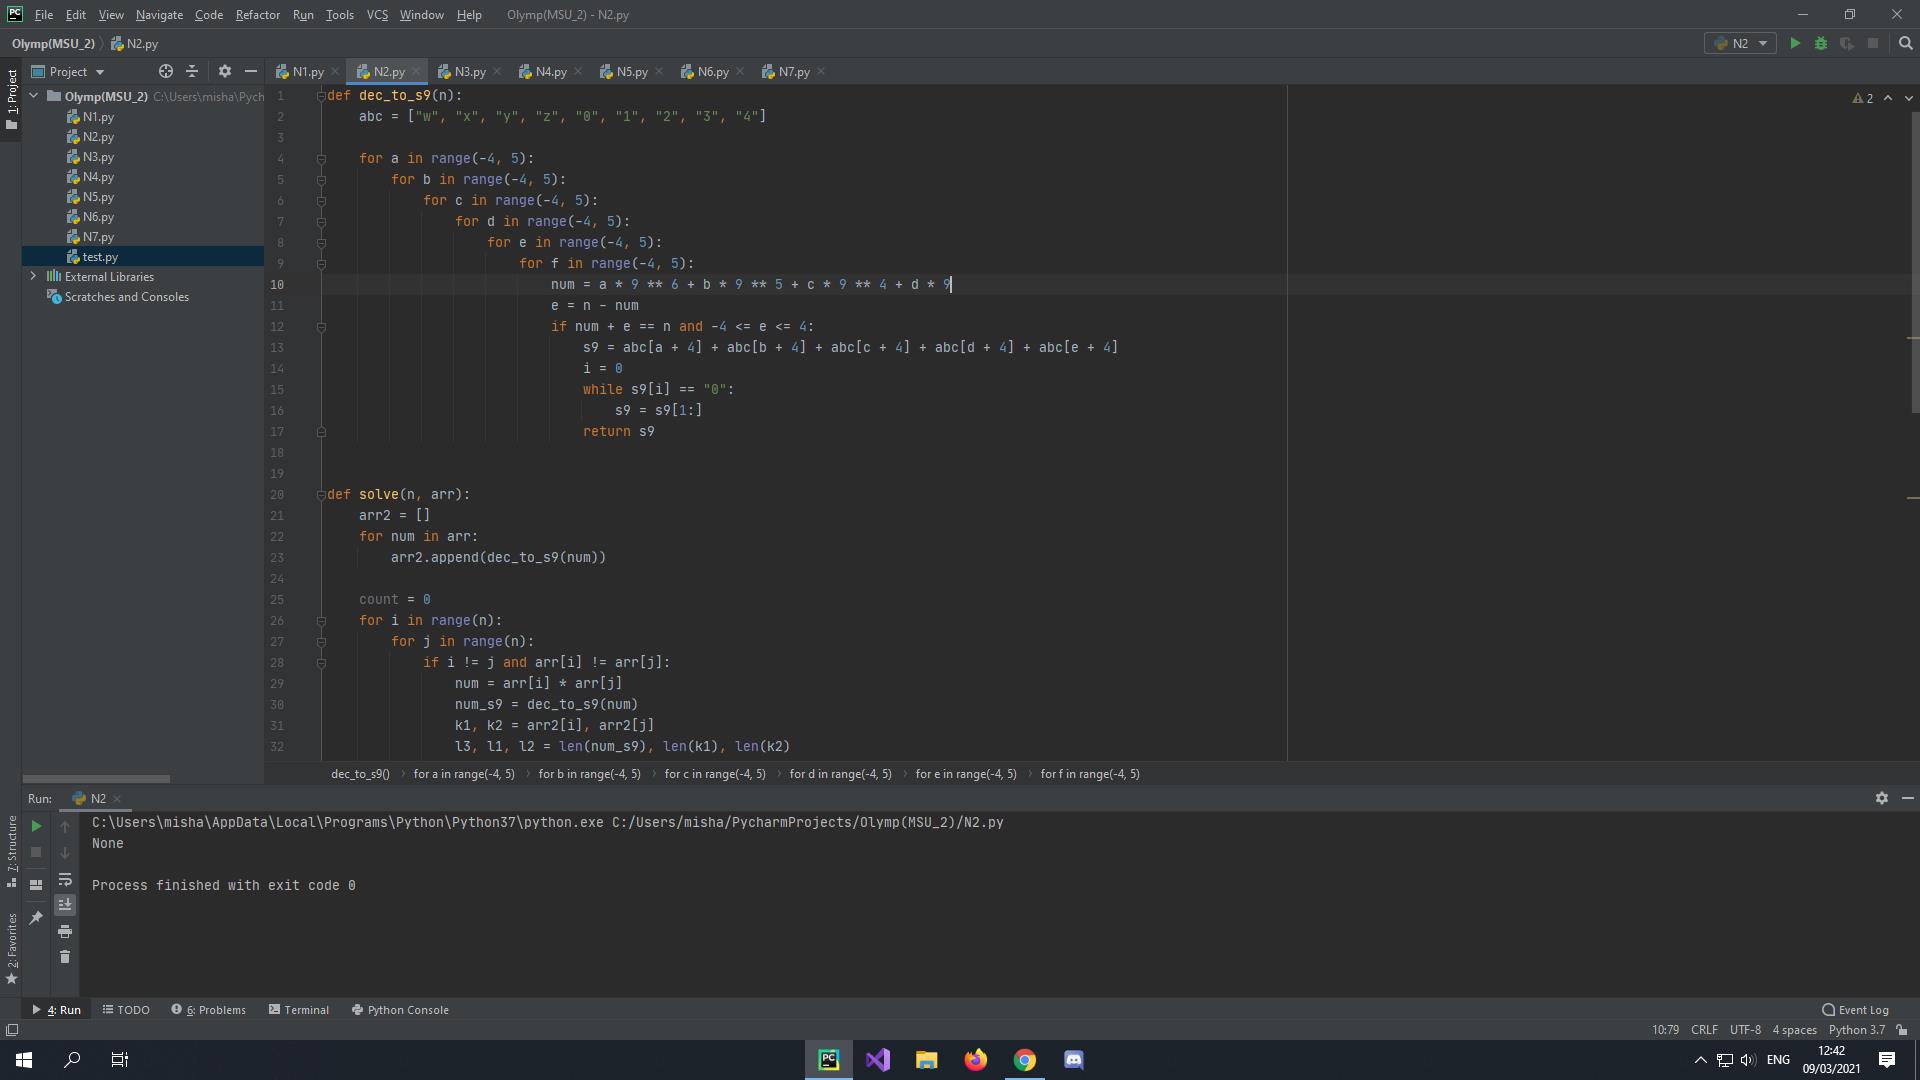 File Edit View Navigate Code Refactor Run Tools VCS Window Help Olymp(MSU_2) - N2.py
Olymp(MSU_2) N2.py N2
Project N1.py N2.py N3.py N4.py N5.py N6.py N7.py
1: Project
Olymp(MSU_2) C:\Users\misha\Pych
N1.py
N2.py
N3.py
N4.py
N5.py
N6.py
N7.py
test.py
External Libraries
Scratches and Consoles
2
1 def dec_to_s9(n):
2 abc = ["w", "x", "y", "z", "0", "1", "2", "3", "4"]
3
4 for a in range(-4, 5):
5 for b in range(-4, 5):
6 for c in range(-4, 5):
7 for d in range(-4, 5):
8 for e in range(-4, 5):
9 for f in range(-4, 5):
10 num = a * 9 ** 6 + b * 9 ** 5 + c * 9 ** 4 + d * 9
11 e = n - num
12 if num + e == n and -4 <= e <= 4:
13 s9 = abc[a + 4] + abc[b + 4] + abc[c + 4] + abc[d + 4] + abc[e + 4]
14 i = 0
15 while s9[i] == "0":
16 s9 = s9[1:]
17 return s9
18
19
20 def solve(n, arr):
21 arr2 = []
22 for num in arr:
23 arr2.append(dec_to_s9(num))
24
25 count = 0
26 for i in range(n):
27 for j in range(n):
28 if i != j and arr[i] != arr[j]:
29 num = arr[i] * arr[j]
30 num_s9 = dec_to_s9(num)
31 k1, k2 = arr2[i], arr2[j]
32 l3, l1, l2 = len(num_s9), len(k1), len(k2)
dec_to_s9() for a in range(-4, 5) for b in range(-4, 5) for c in range(-4, 5) for d in range(-4, 5) for e in range(-4, 5) for f in range(-4, 5)
Run: N2
C:\Users\misha\AppData\Local\Programs\Python\Python37\python.exe C:/Users/misha/PycharmProjects/Olymp(MSU_2)/N2.py
None
Process finished with exit code 0
7: Structure
2: Favorites
4: Run TODO 6: Problems Terminal Python Console Event Log
10:79 CRLF UTF-8 4 spaces Python 3.7
PC ENG 12:42
09/03/2021